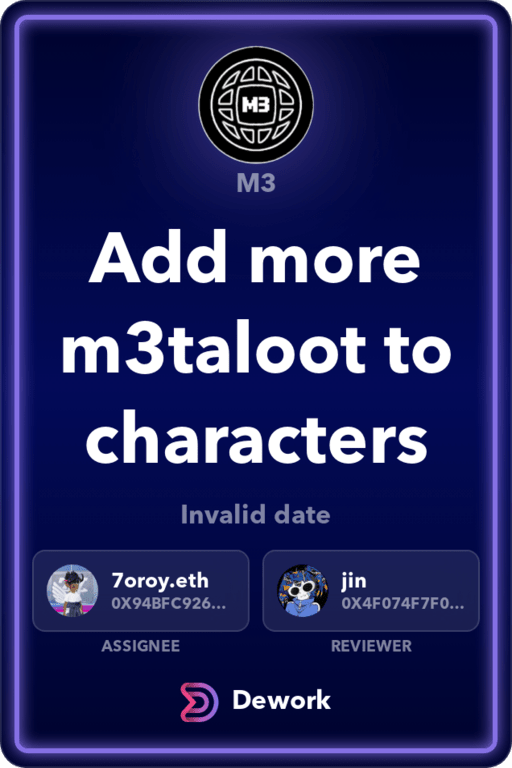 M3
M3
Add more
m3taloot to
characters
Invalid date
7oroy.eth
0X94BFC926...
jin
0X4F074F7F0...
ASSIGNEE
REVIEWER
Dework